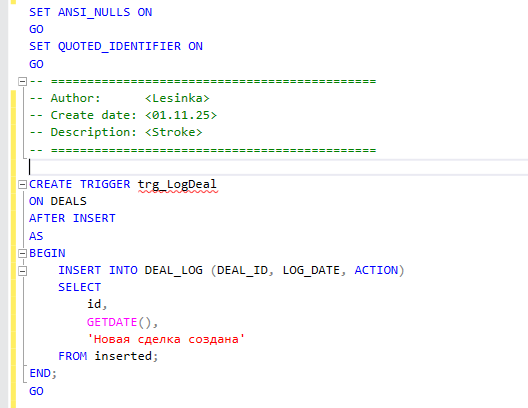 SET ANSI_NULLS ON
GO
SET QUOTED_IDENTIFIER ON
GO
-- =============================================
-- Author:      <Lesinka>
-- Create date: <01.11.25>
-- Description: <Stroke>
-- =============================================
CREATE TRIGGER trg_LogDeal
ON DEALS
AFTER INSERT
AS
BEGIN
    INSERT INTO DEAL_LOG (DEAL_ID, LOG_DATE, ACTION)
    SELECT
        id,
        GETDATE(),
        'Новая сделка создана'
    FROM inserted;
END;
GO